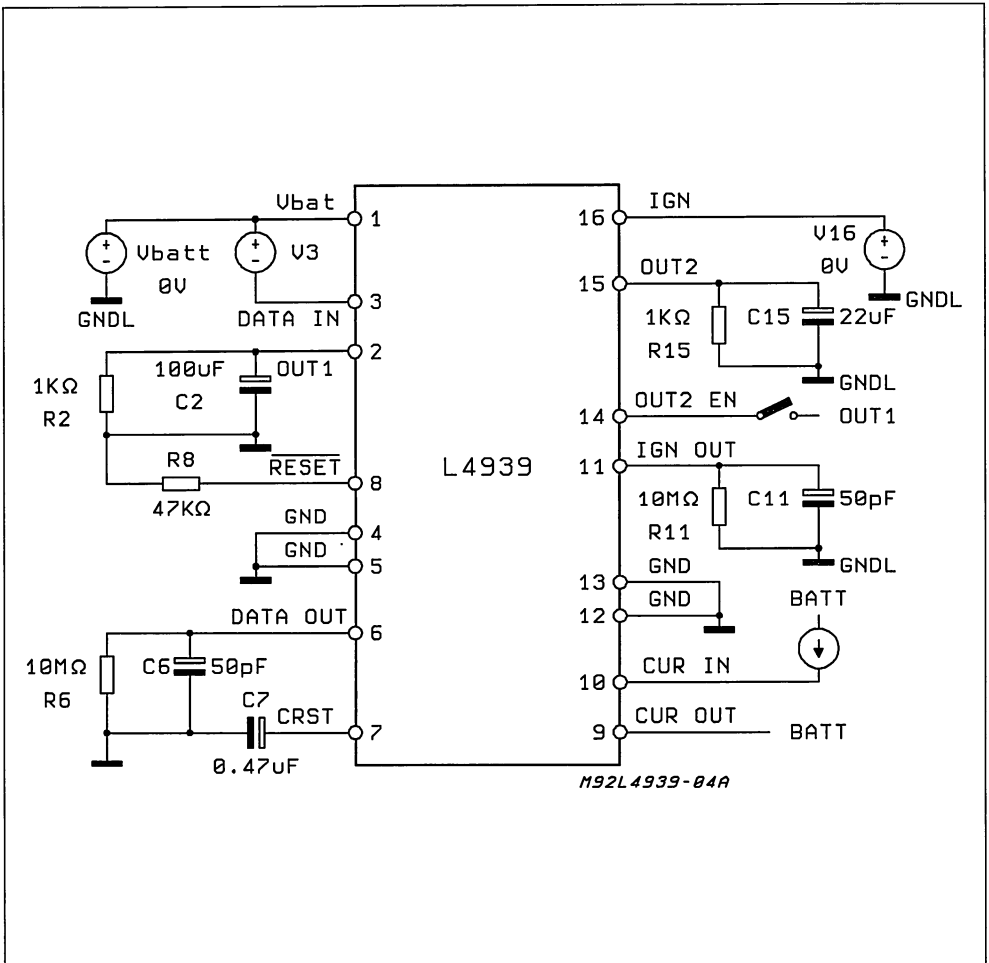 Vbat
1
Vbatt
0V
V3
GNDL
3
DATA IN
2
100uF
OUT1
C2
1KΩ
R2
R8
47KΩ
RESET
8
GND
4
GND
5
DATA OUT
6
10MΩ
R6
C6
50pF
C7
CRST
7
0.47uF
L4939
16
IGN
V16
0V
GNDL
15
OUT2
1KΩ
R15
C15
22uF
GNDL
OUT2 EN
14
OUT1
IGN OUT
11
10MΩ
R11
C11
50pF
GNDL
GND
13
GND
12
BATT
10
CUR IN
9
CUR OUT
BATT
M92L4939-04A